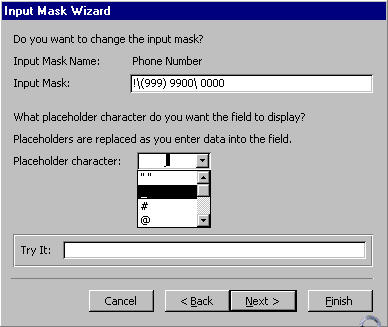 Input Mask Wizard
Do you want to change the input mask?
Input Mask Name: Phone Number
Input Mask: !\(999) 9900\ 0000
What placeholder character do you want the field to display?
Placeholders are replaced as you enter data into the field.
Placeholder character: _
" "
_
#
@
Try It:
Cancel < Back Next > Finish